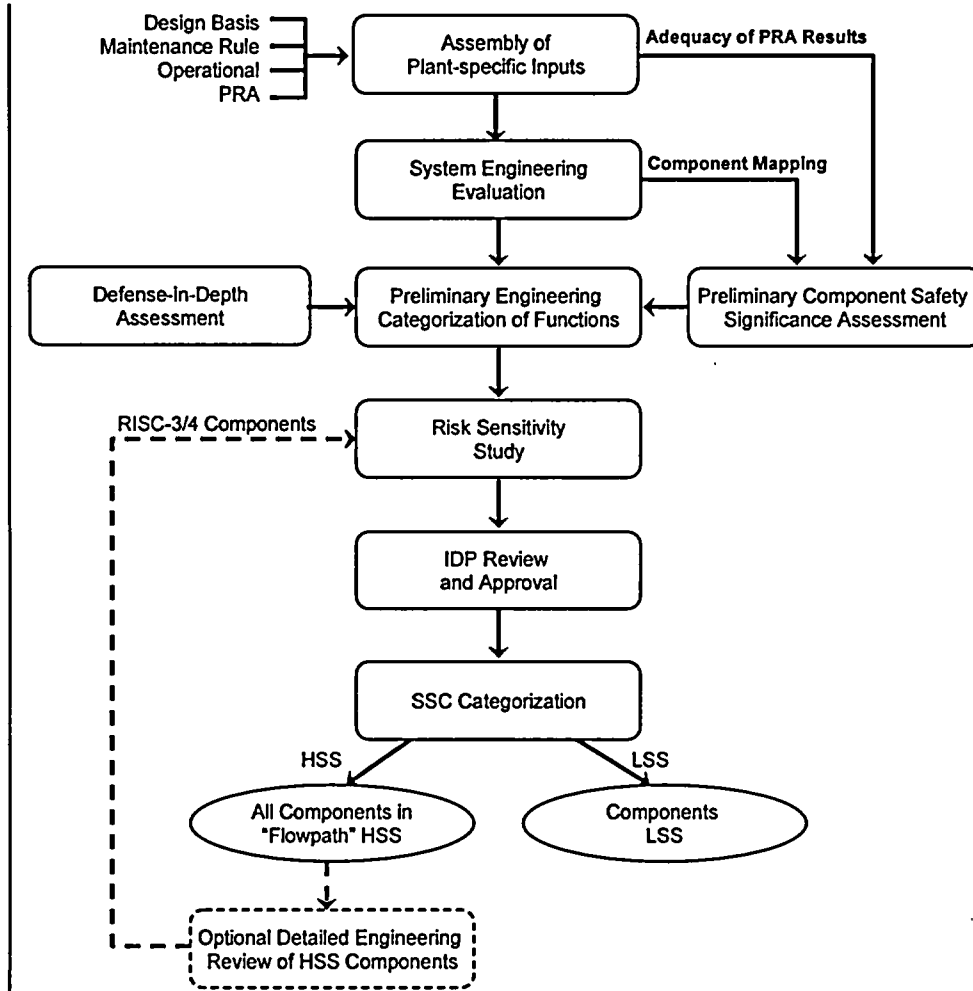 Design Basis
Maintenance Rule
Operational
PRA
Assembly of
Plant-specific Inputs
Adequacy of PRA Results
System Engineering
Evaluation
Component Mapping
Defense-in-Depth
Assessment
Preliminary Engineering
Categorization of Functions
Preliminary Component Safety
Significance Assessment
RISC-3/4 Components
Risk Sensitivity
Study
IDP Review
and Approval
SSC Categorization
HSS
LSS
All Components in
"Flowpath" HSS
Components
LSS
Optional Detailed Engineering
Review of HSS Components